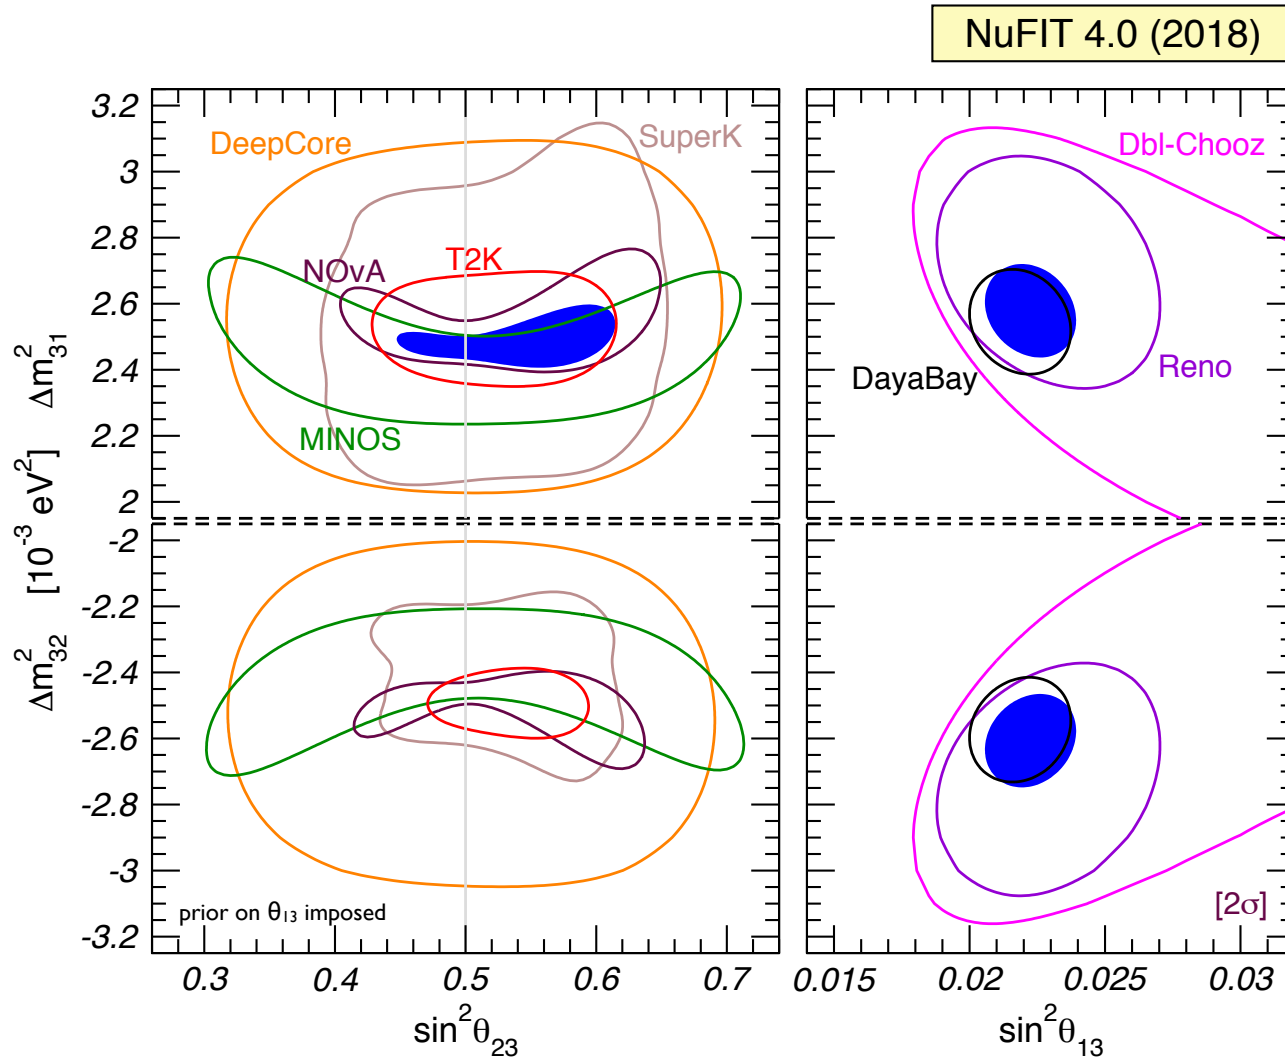 NuFIT 4.0 (2018)
DeepCore
SuperK
NOvA
T2K
MINOS
Dbl-Chooz
DayaBay
Reno
3.2
3
2.8
2.6
2.4
2.2
2
-2
-2.2
-2.4
-2.6
-2.8
-3
-3.2
Δm²₃₂ [10⁻³ eV²] Δm²₃₁
prior on θ₁₃ imposed
[2σ]
0.3 0.4 0.5 0.6 0.7
0.015 0.02 0.025 0.03
sin²θ₂₃
sin²θ₁₃